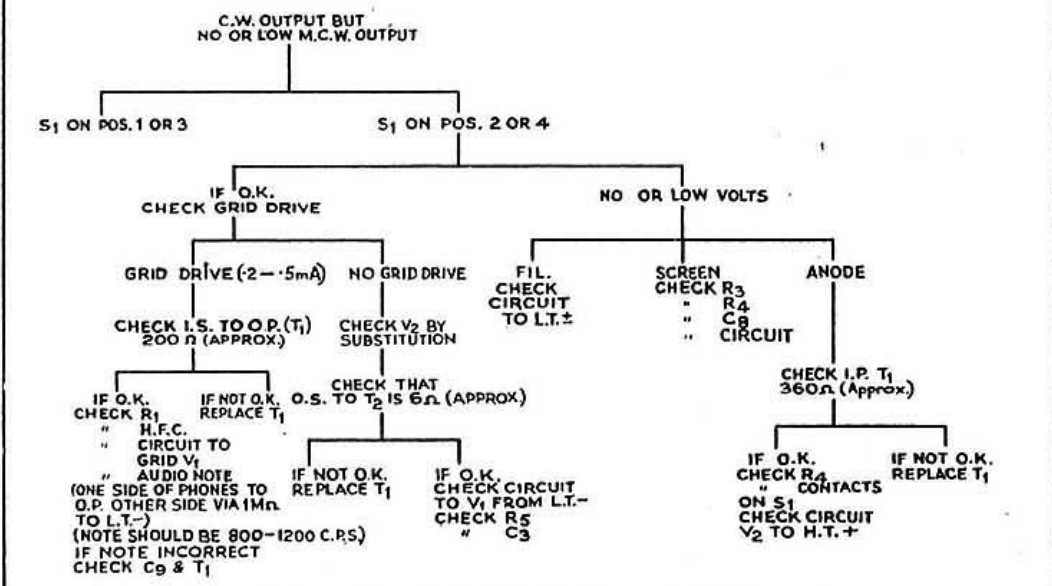 C.W. OUTPUT BUT
NO OR LOW M.C.W. OUTPUT
S1 ON POS. 1 OR 3
S1 ON POS. 2 OR 4
IF O.K.
CHECK GRID DRIVE
NO OR LOW VOLTS
GRID DRIVE (·2 – ·5mA)
NO GRID DRIVE
FIL.
CHECK
CIRCUIT
TO L.T.±
SCREEN
CHECK R3
" R4
" C8
" CIRCUIT
ANODE
CHECK I.S. TO O.P. (T1)
200 Ω (APPROX.)
CHECK V2 BY
SUBSTITUTION
CHECK I.P. T1
360Ω (Approx.)
IF O.K.
CHECK R1
" H.F.C.
" CIRCUIT TO
GRID V1
" AUDIO NOTE
(ONE SIDE OF PHONES TO
O.P. OTHER SIDE VIA 1MΩ
TO L.T.–)
(NOTE SHOULD BE 800–1200 C.P.S.)
IF NOTE INCORRECT
CHECK C9 & T1
IF NOT O.K.
REPLACE T1
CHECK THAT
O.S. TO T2 IS 6Ω (APPROX.)
IF NOT O.K.
REPLACE T1
IF O.K.
CHECK CIRCUIT
TO V1 FROM L.T.–
CHECK R5
" C3
IF O.K.
CHECK R4
" CONTACTS
ON S1
CHECK CIRCUIT
V2 TO H.T. +
IF NOT O.K.
REPLACE T1